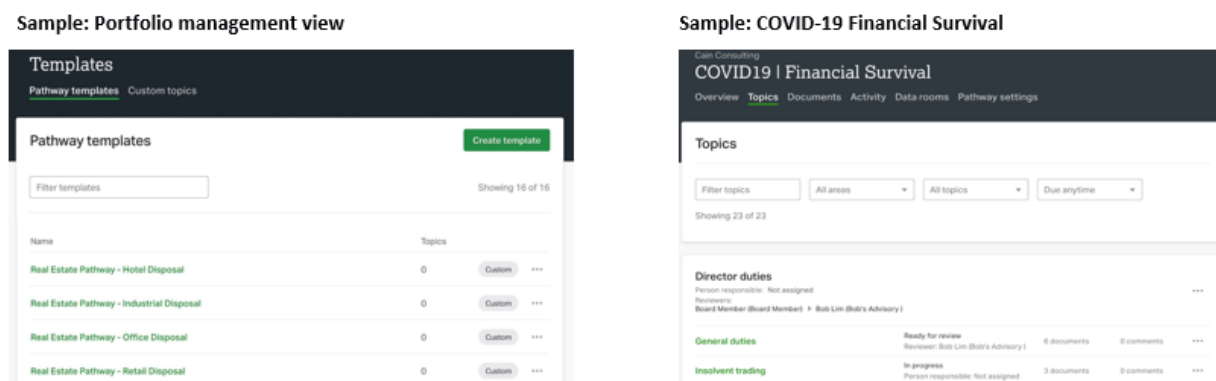 Sample: Portfolio management view
Templates
Pathway templates Custom topics
Pathway templates
Create template
Filter templates
Showing 16 of 16
Name Topics
Real Estate Pathway - Hotel Disposal 0 Custom ...
Real Estate Pathway - Industrial Disposal 0 Custom ...
Real Estate Pathway - Office Disposal 0 Custom ...
Real Estate Pathway - Retail Disposal 0 Custom ...
Sample: COVID-19 Financial Survival
Cain Consulting
COVID19 | Financial Survival
Overview Topics Documents Activity Data rooms Pathway settings
Topics
Filter topics All areas All topics Due anytime
Showing 23 of 23
Director duties
Person responsible: Not assigned
Reviewers:
Board Member (Board Member) Bob Lim (Bob's Advisory )
General duties Ready for review 6 documents 0 comments ...
Reviewer: Bob Lim (Bob's Advisory )
Insolvent trading In progress 3 documents 0 comments ...
Person responsible: Not assigned